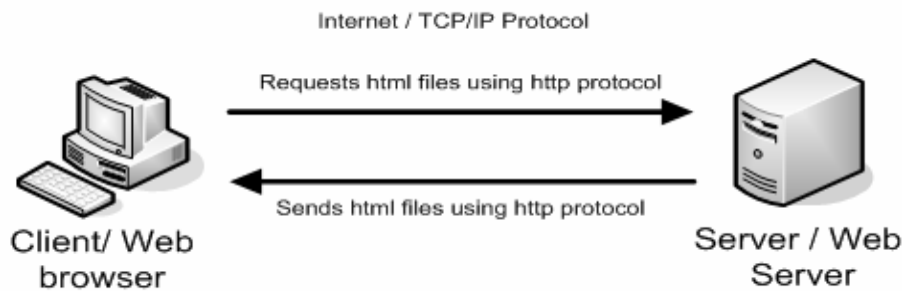 Internet / TCP/IP Protocol
Requests html files using http protocol
Sends html files using http protocol
Client/ Web
browser
Server / Web
Server